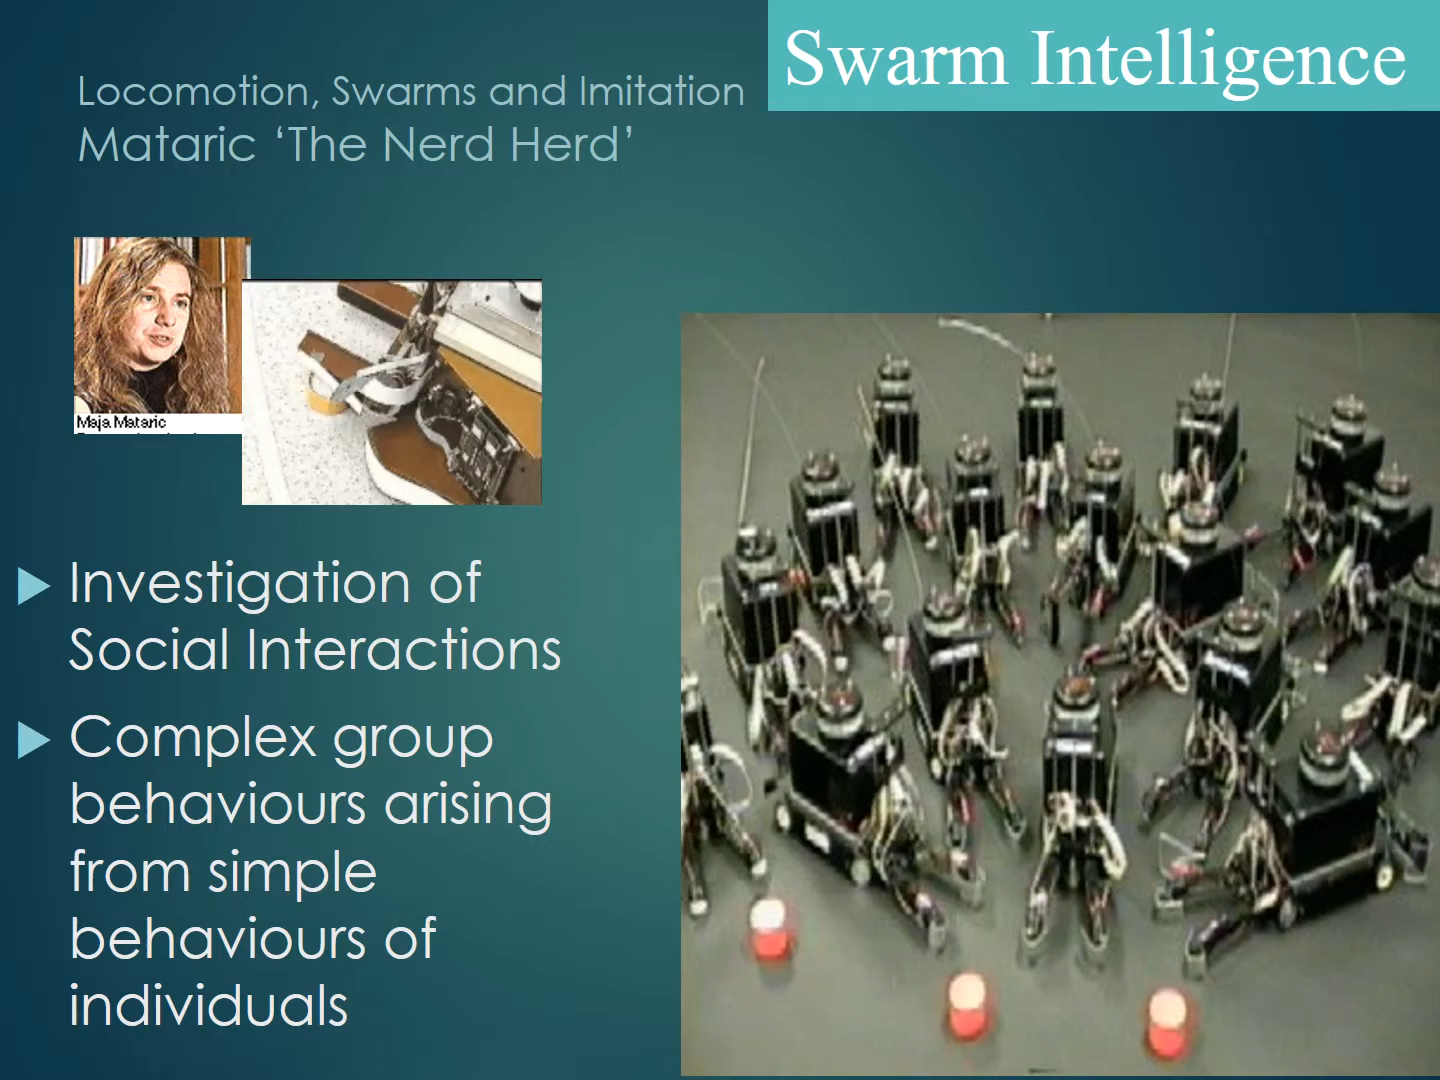 Swarm Intelligence
Locomotion, Swarms and Imitation
Mataric ‘The Nerd Herd’
Maja Mataric
Investigation of
Social Interactions
Complex group
behaviours arising
from simple
behaviours of
individuals